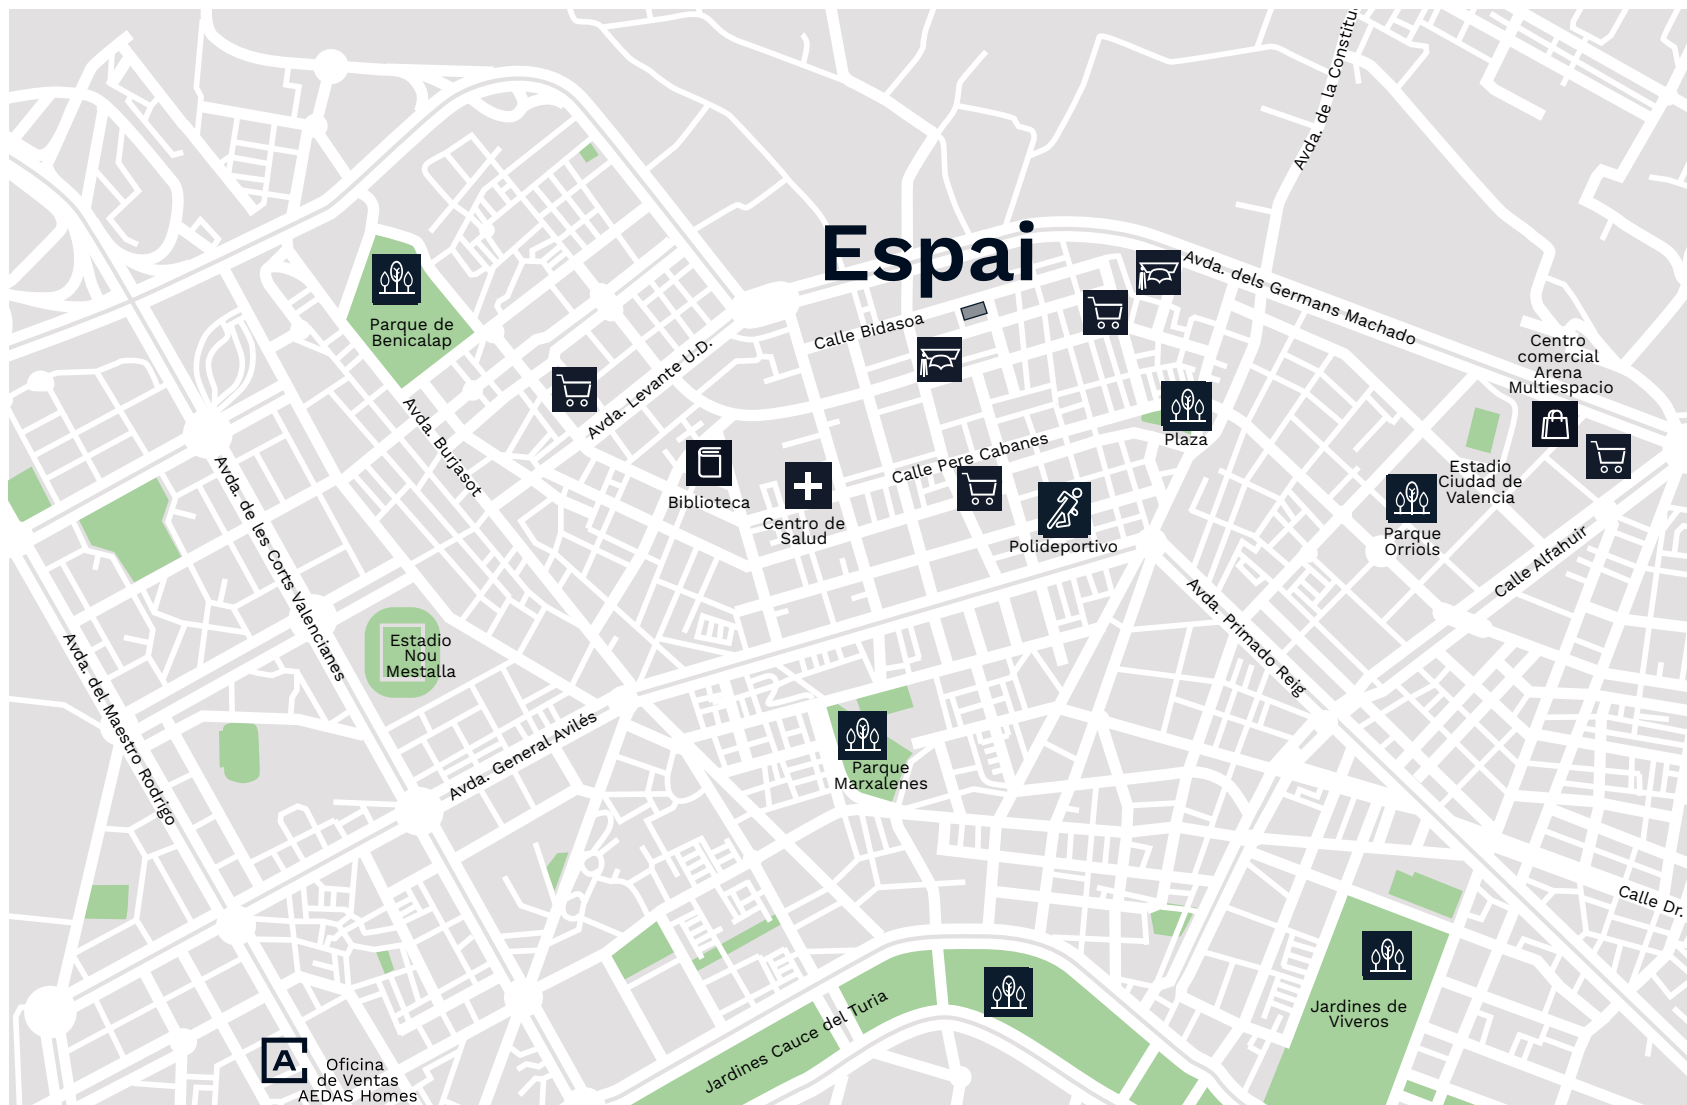 Avda. de la Constitu
Espai
Avda. dels Germans Machado
Parque de
Benicalap
Calle Bidasoa
Centro
comercial
Arena
Multiespacio
Avda. Levante U.D.
Avda. Burjasot
Plaza
Calle Pere Cabanes
Estadio
Ciudad de
Valencia
Biblioteca
Centro de
Salud
Polideportivo
Parque
Orriols
Avda. de les Corts Valencianes
Calle Alfahuir
Avda. Primado Reig
Estadio
Nou
Mestalla
Avda. del Maestro Rodrigo
Avda. General Avilés
Parque
Marxalenes
Calle Dr.
Jardines Cauce del Turia
Jardines de
Viveros
A
Oficina
de Ventas
AEDAS Homes